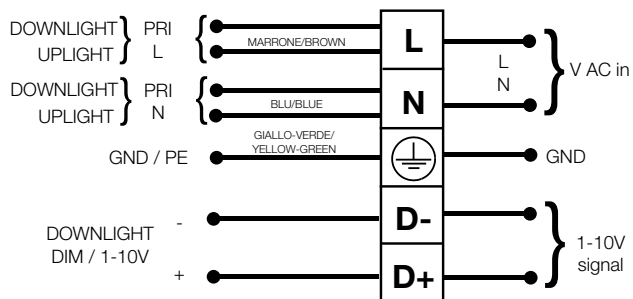 DOWNLIGHT } PRI {
UPLIGHT } L {
MARRONE/BROWN
L
L
N
} V AC in
DOWNLIGHT } PRI {
UPLIGHT } N {
BLU/BLUE
N
GIALLO-VERDE/
YELLOW-GREEN
GND / PE
GND
-
D-
DOWNLIGHT
DIM / 1-10V
+
D+
} 1-10V
signal